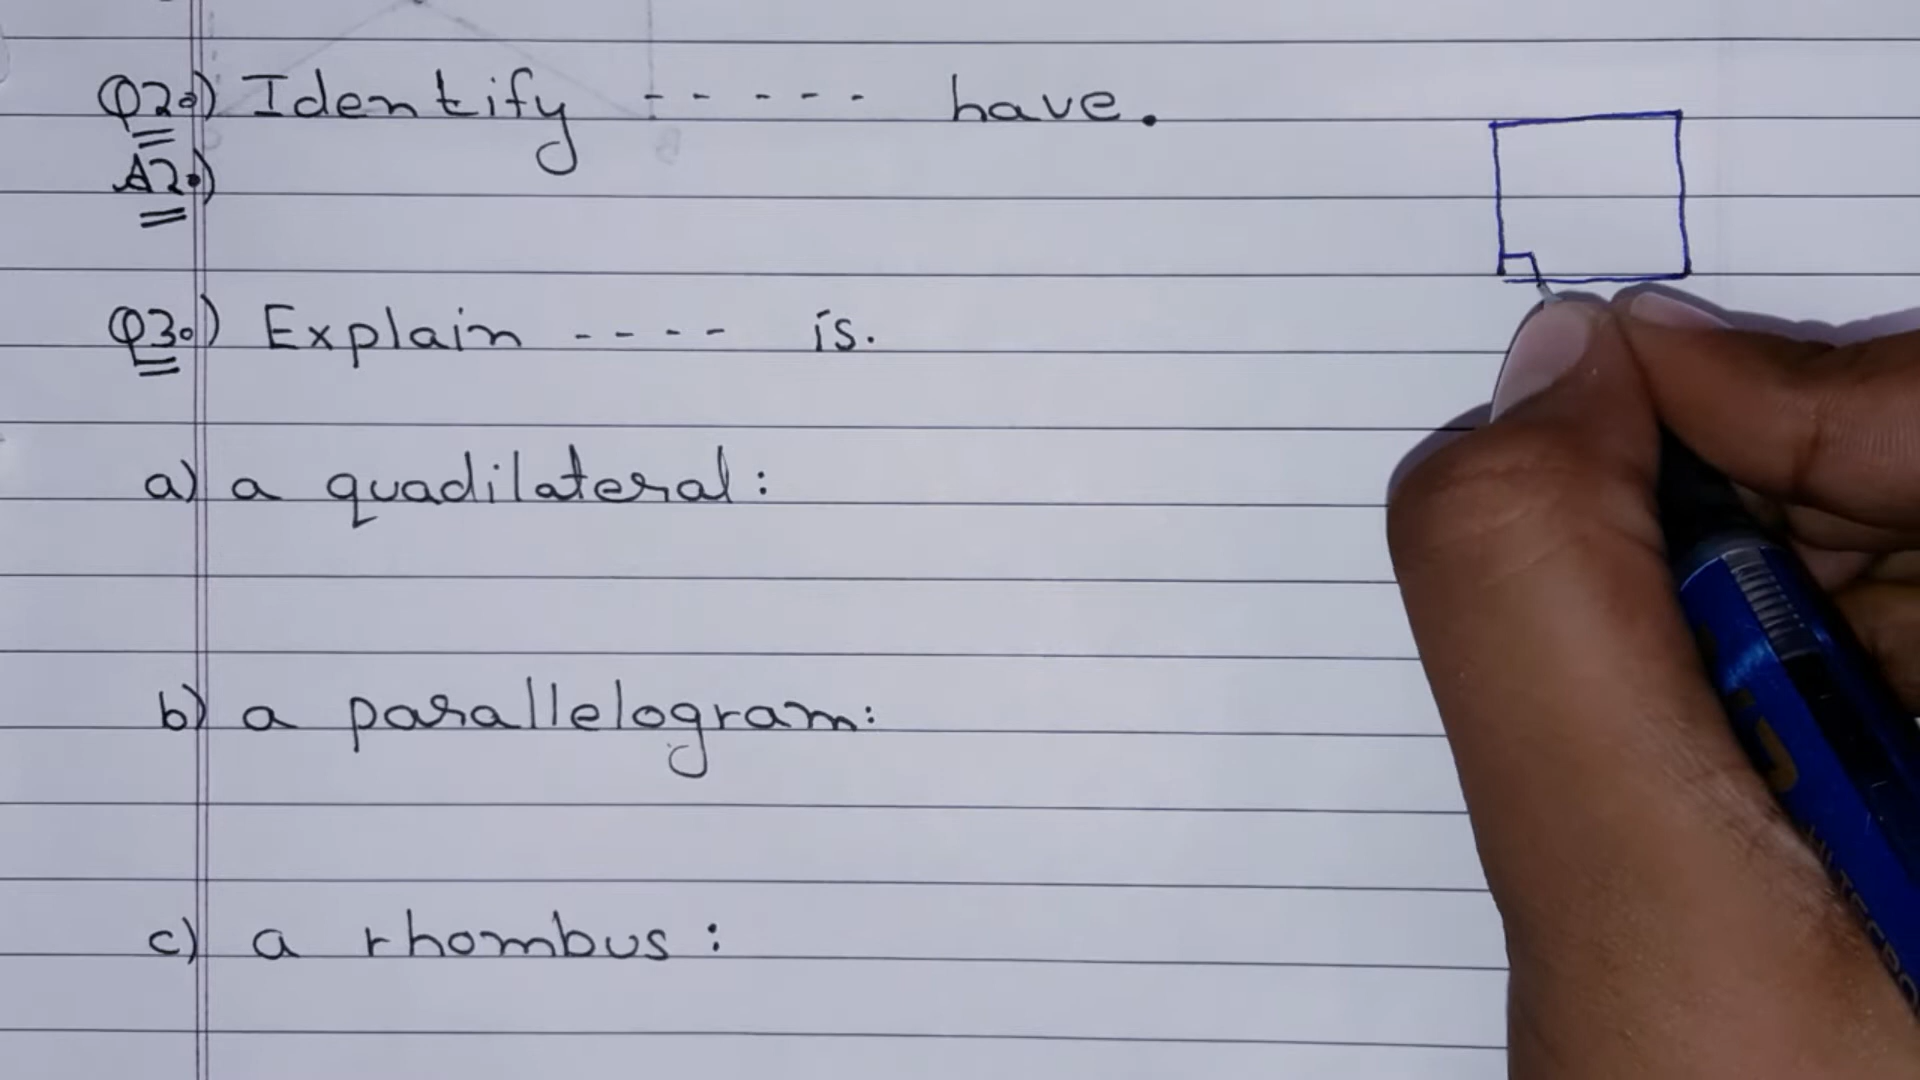 Q2.) Identify - - - - - have.
A2.)
Q3.) Explain - - - - is.
a) a quadilateral:
b) a parallelogram:
c) a rhombus: